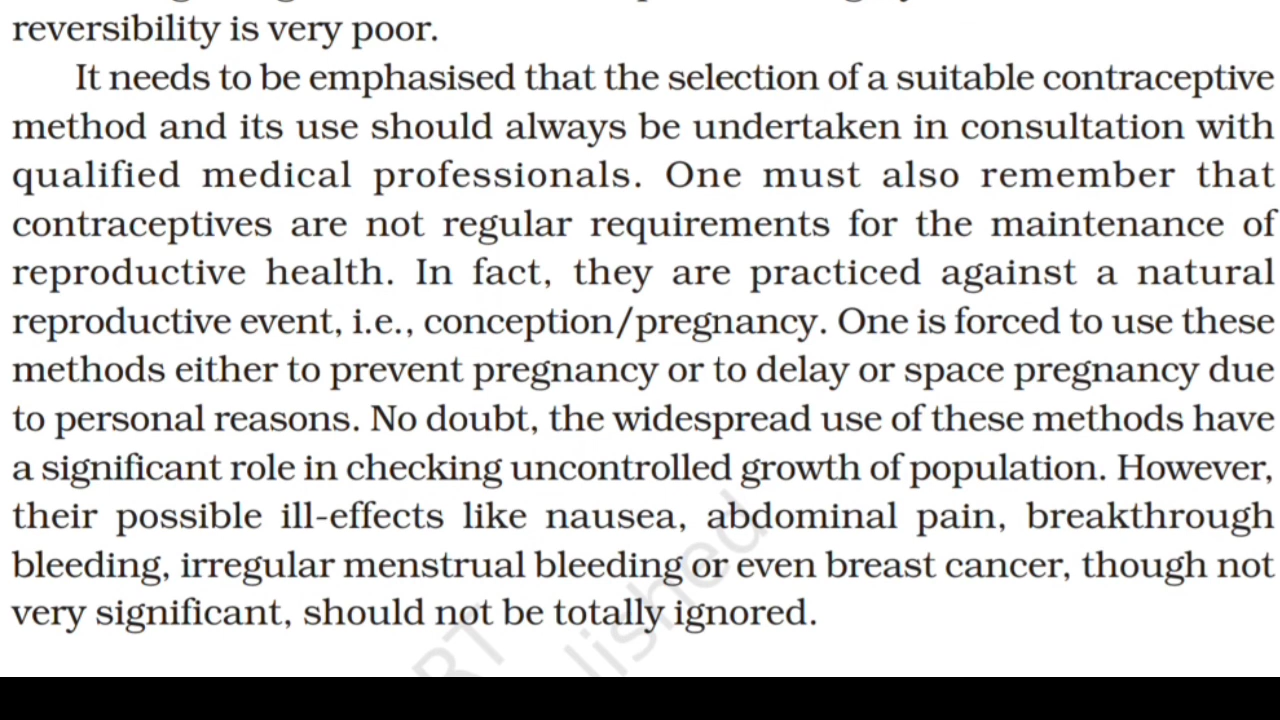 reversibility is very poor.
It needs to be emphasised that the selection of a suitable contraceptive
method and its use should always be undertaken in consultation with
qualified medical professionals. One must also remember that
contraceptives are not regular requirements for the maintenance of
reproductive health. In fact, they are practiced against a natural
reproductive event, i.e., conception/pregnancy. One is forced to use these
methods either to prevent pregnancy or to delay or space pregnancy due
to personal reasons. No doubt, the widespread use of these methods have
a significant role in checking uncontrolled growth of population. However,
their possible ill-effects like nausea, abdominal pain, breakthrough
bleeding, irregular menstrual bleeding or even breast cancer, though not
very significant, should not be totally ignored.